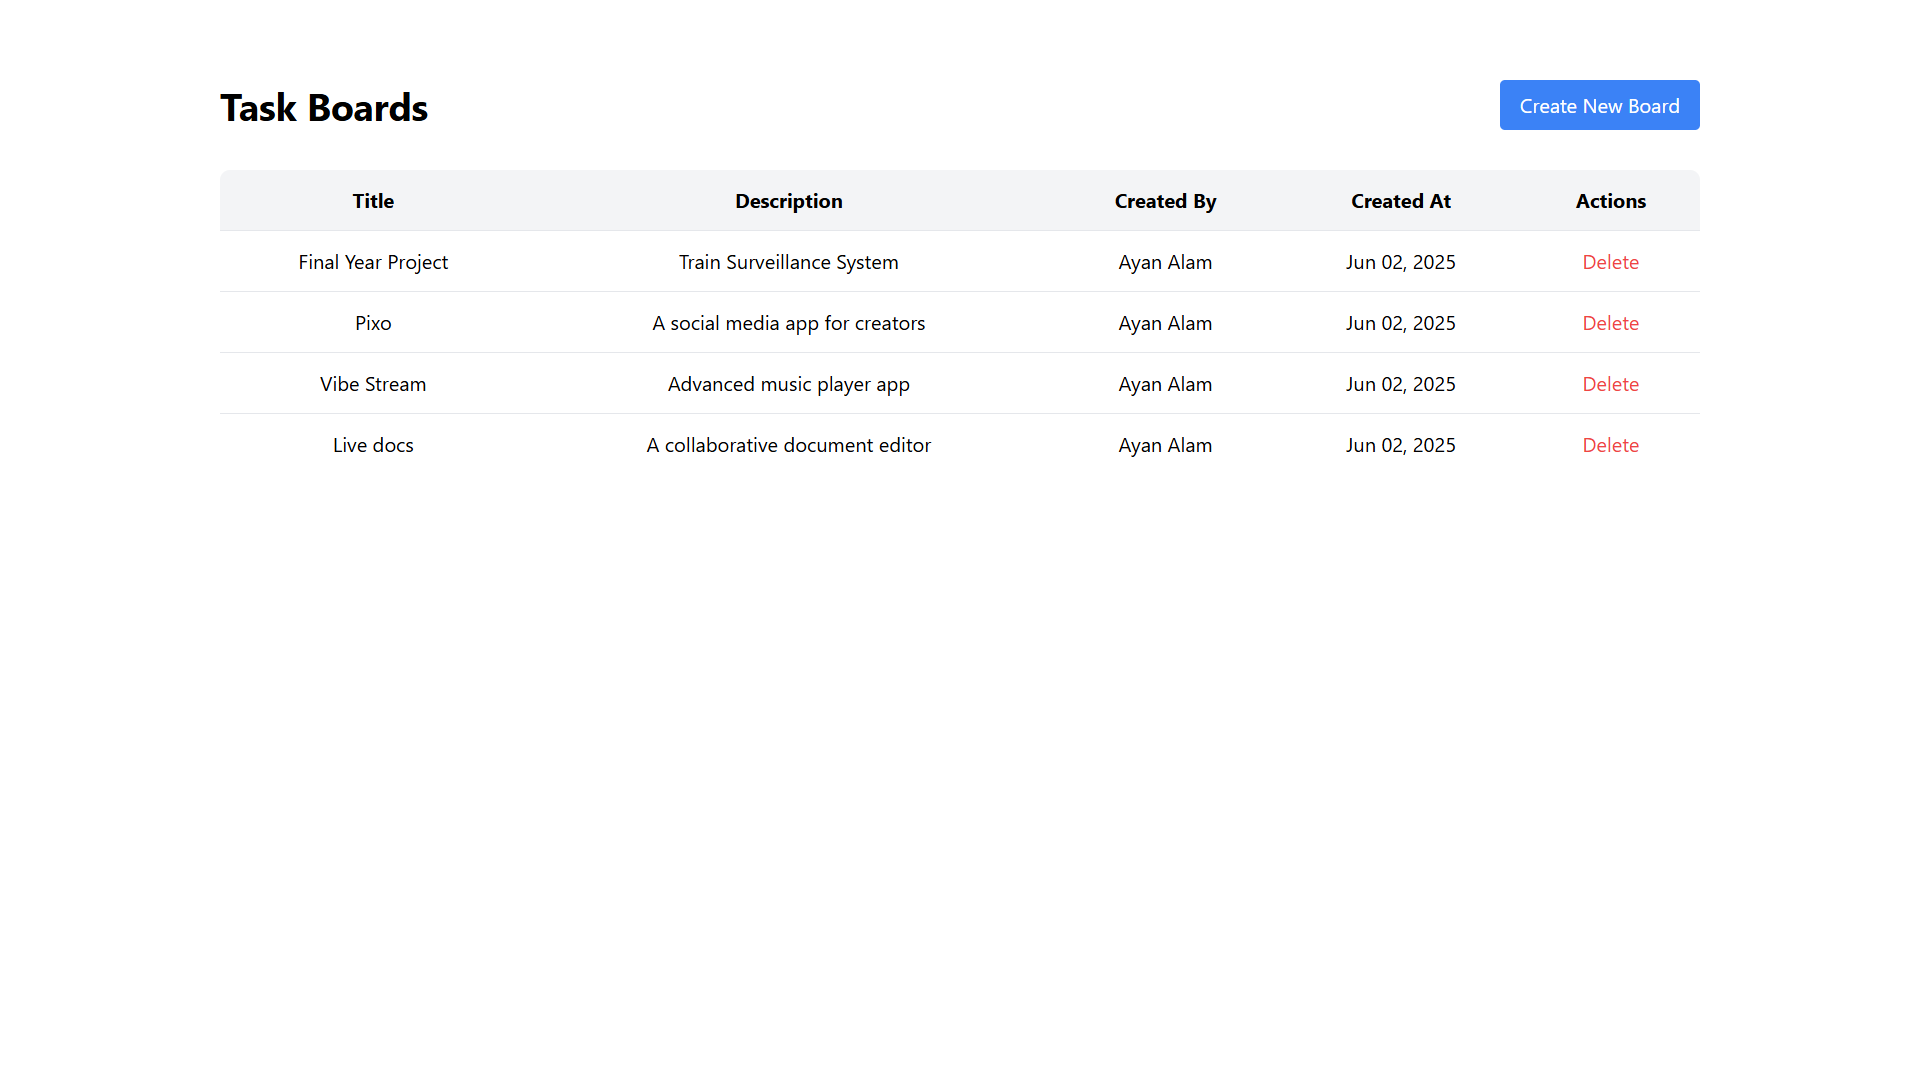 Task Boards
Create New Board
Title Description Created By Created At Actions
Final Year Project Train Surveillance System Ayan Alam Jun 02, 2025 Delete
Pixo A social media app for creators Ayan Alam Jun 02, 2025 Delete
Vibe Stream Advanced music player app Ayan Alam Jun 02, 2025 Delete
Live docs A collaborative document editor Ayan Alam Jun 02, 2025 Delete